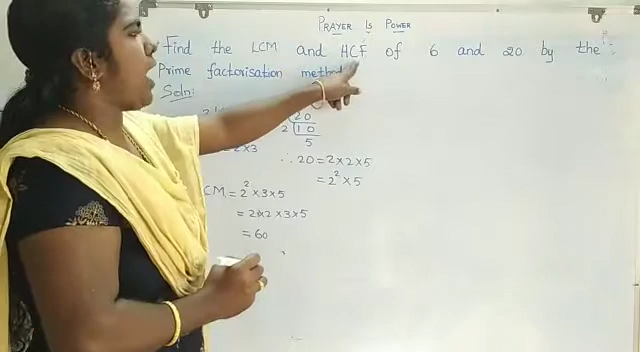 PRAYER IS POWER
Find the LCM and HCF of 6 and 20 by the
Prime factorisation method
Soln:
20
2 10
5
2×3
∴ 20 = 2×2×5
= 2² × 5
CM = 2² ×3×5
= 2×2×3×5
= 60